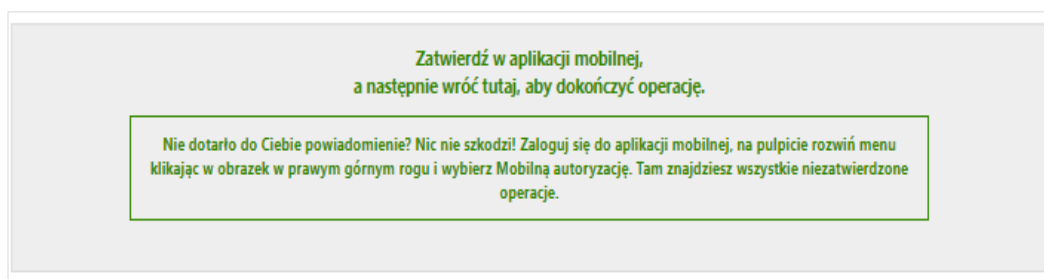 Zatwierdź w aplikacji mobilnej,
a następnie wróć tutaj, aby dokończyć operację.
Nie dotarło do Ciebie powiadomienie? Nic nie szkodzi! Zaloguj się do aplikacji mobilnej, na pulpicie rozwiń menu
klikając w obrazek w prawym górnym rogu i wybierz Mobilną autoryzację. Tam znajdziesz wszystkie niezatwierdzone
operacje.